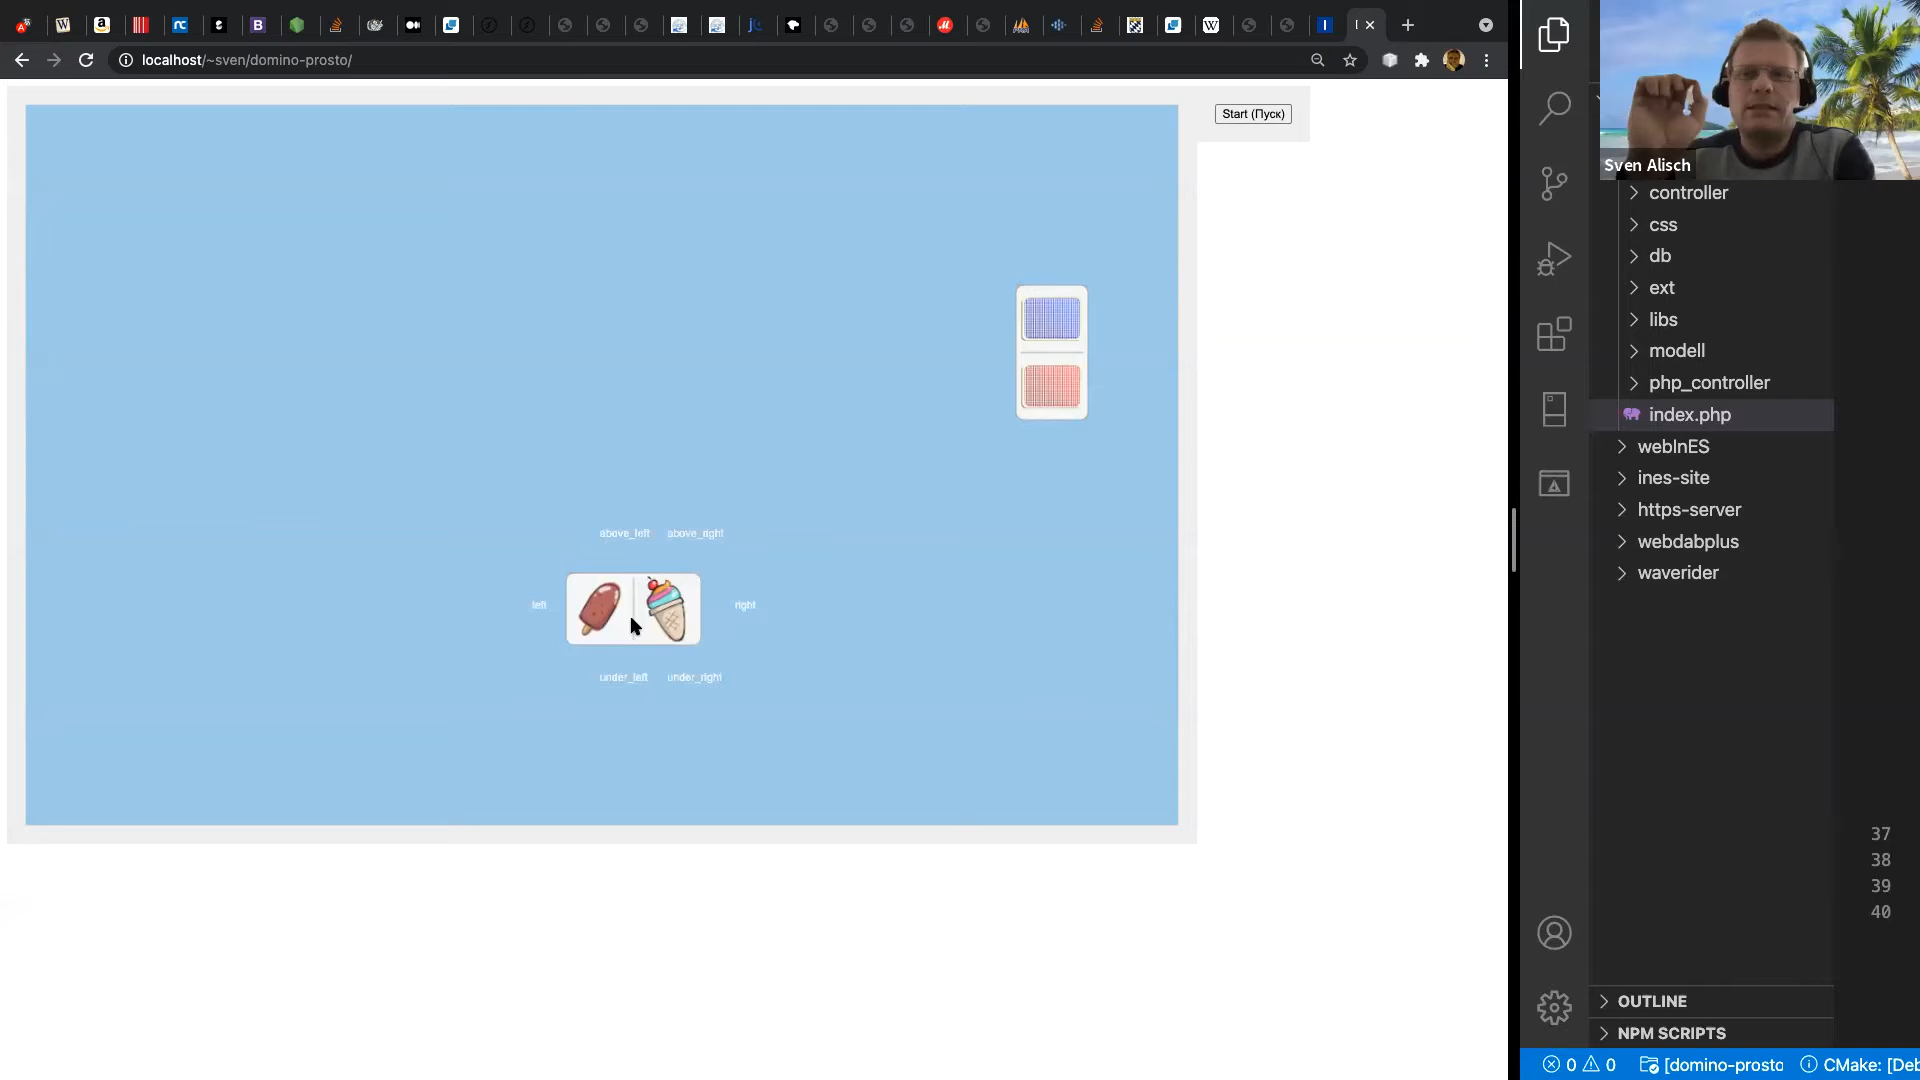 localhost/~sven/domino-prosto/
Start (Пуск)
above_left above_right
left right
under_left under_right
Sven Alisch
controller
css
db
ext
libs
modell
php_controller
index.php
webInES
ines-site
https-server
webdabplus
waverider
37
38
39
40
OUTLINE
NPM SCRIPTS
0 0 [domino-prosto CMake: [Deb